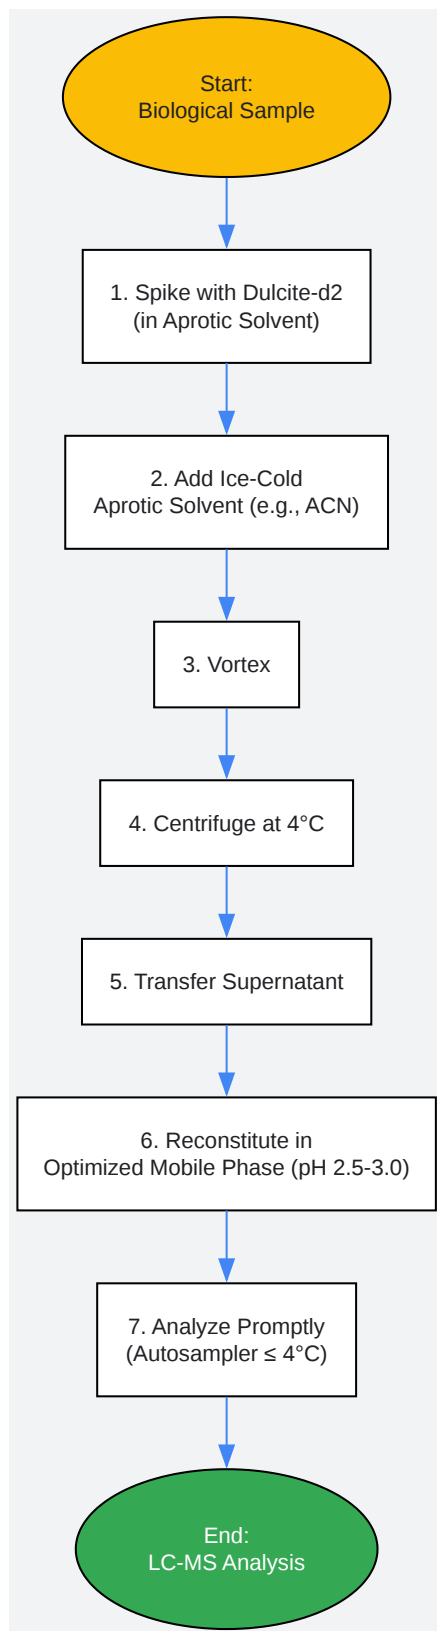 Start:
Biological Sample
1. Spike with Dulcite-d2
(in Aprotic Solvent)
2. Add Ice-Cold
Aprotic Solvent (e.g., ACN)
3. Vortex
4. Centrifuge at 4°C
5. Transfer Supernatant
6. Reconstitute in
Optimized Mobile Phase (pH 2.5-3.0)
7. Analyze Promptly
(Autosampler ≤ 4°C)
End:
LC-MS Analysis